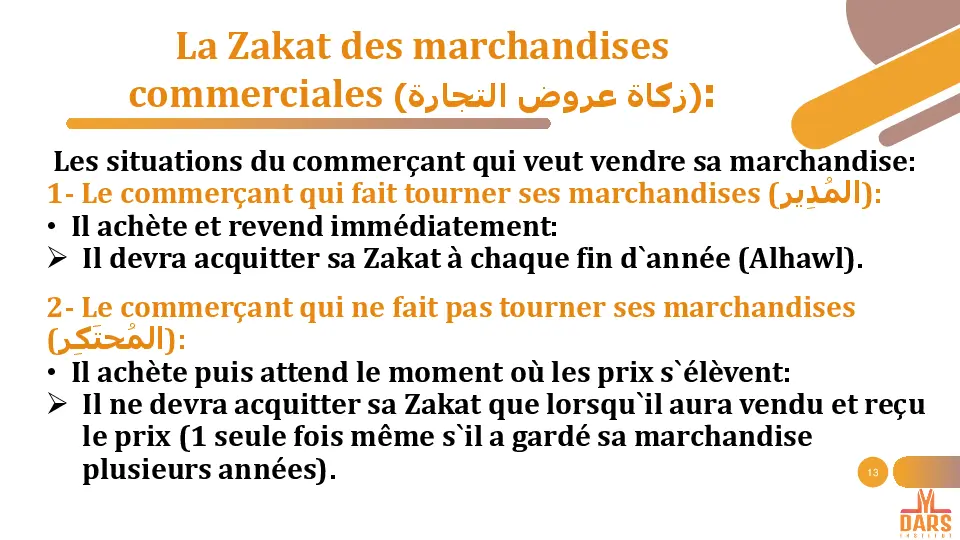 La Zakat des marchandises
commerciales (زكاة عروض التجارة):
Les situations du commerçant qui veut vendre sa marchandise:
1- Le commerçant qui fait tourner ses marchandises (المُدِير):
• Il achète et revend immédiatement:
➢ Il devra acquitter sa Zakat à chaque fin d`année (Alhawl).
2- Le commerçant qui ne fait pas tourner ses marchandises
(المُحتَكِر):
• Il achète puis attend le moment où les prix s`élèvent:
➢ Il ne devra acquitter sa Zakat que lorsqu`il aura vendu et reçu
le prix (1 seule fois même s`il a gardé sa marchandise
plusieurs années).
13
DARS
INSTITUT